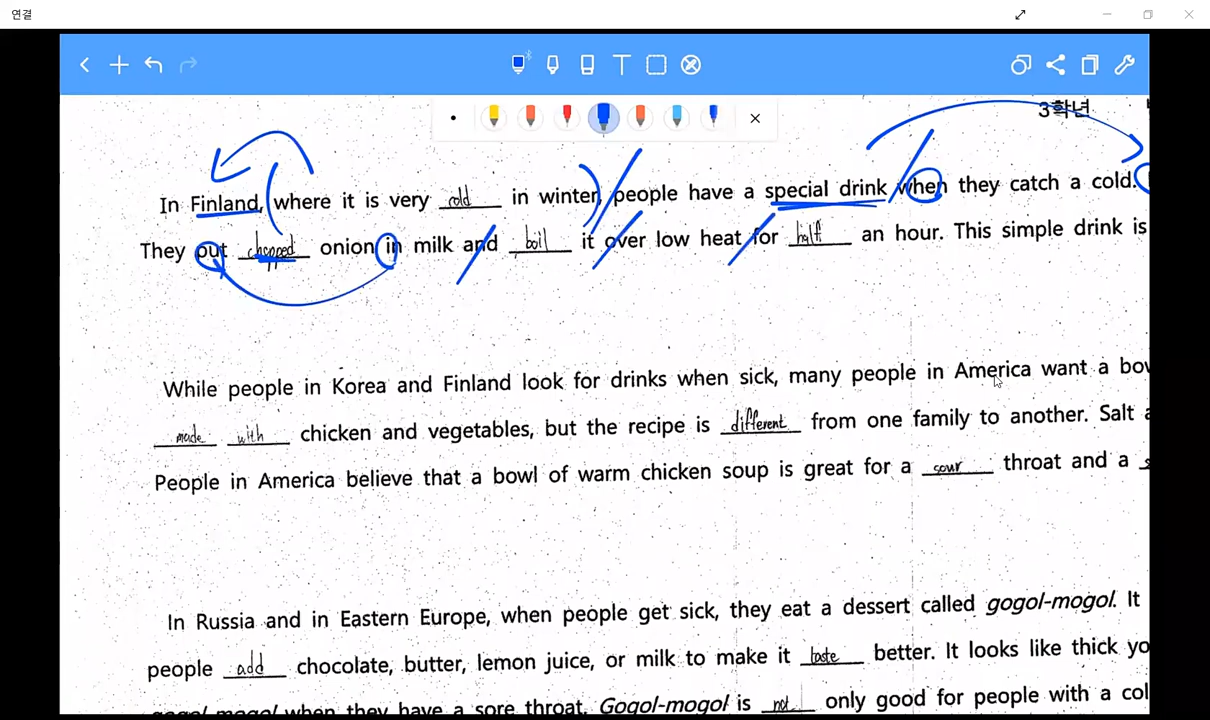 연결
3학년
In Finland, where it is very cold in winter, people have a special drink when they catch a cold.
They put chopped onion in milk and boil it over low heat for half an hour. This simple drink is
While people in Korea and Finland look for drinks when sick, many people in America want a bow
made with chicken and vegetables, but the recipe is different from one family to another. Salt a
People in America believe that a bowl of warm chicken soup is great for a sour throat and a s
In Russia and in Eastern Europe, when people get sick, they eat a dessert called gogol-mogol. It
people add chocolate, butter, lemon juice, or milk to make it taste better. It looks like thick yo
gogol-mogol when they have a sore throat. Gogol-mogol is not only good for people with a col